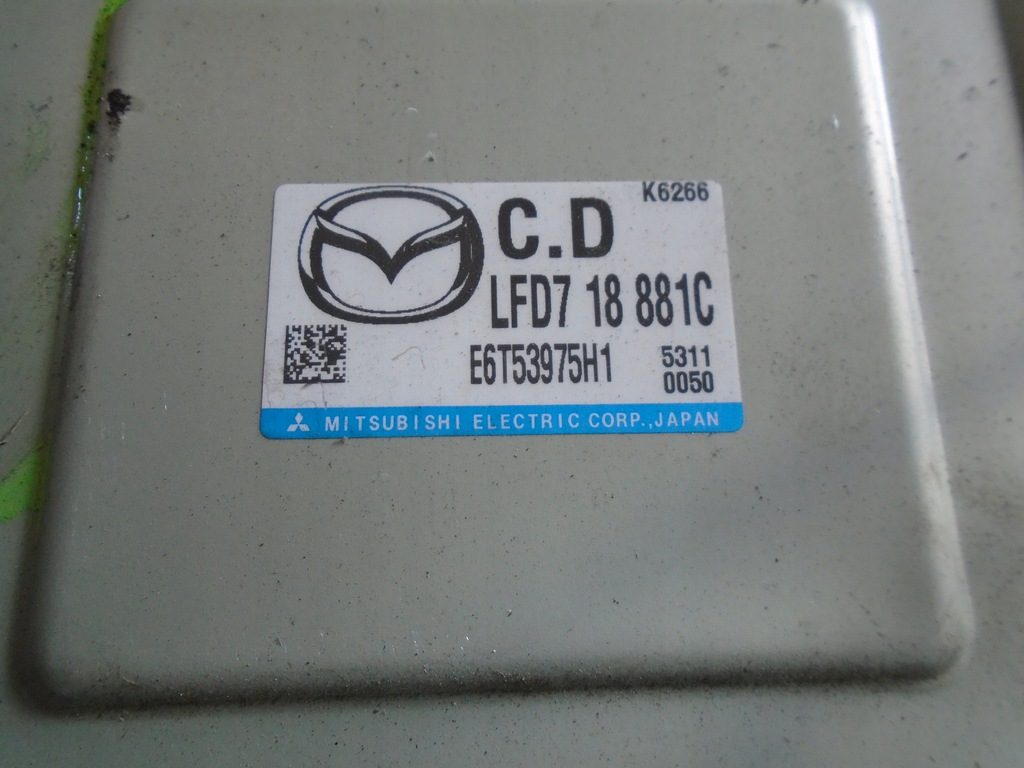 K6266
C.D
LFD7 18 881C
E6T53975H1 5311
0050
MITSUBISHI ELECTRIC CORP.,JAPAN